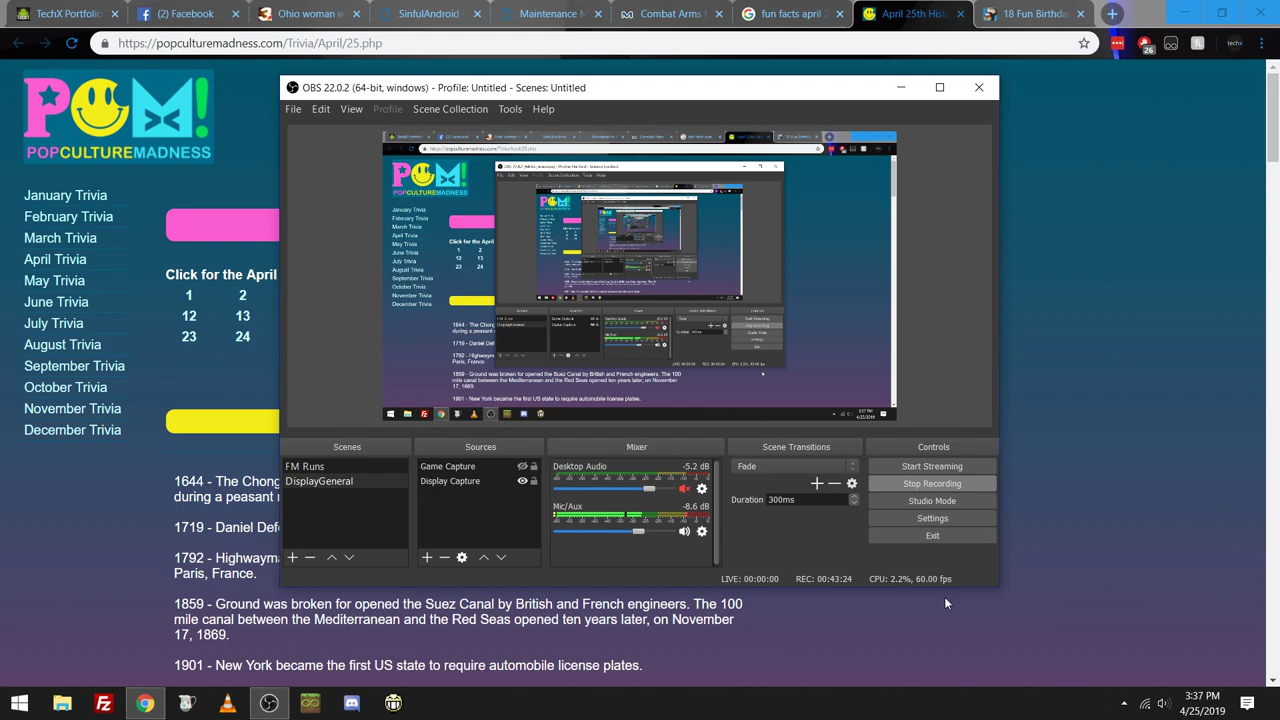 TechX Portfolio
(2) Facebook
Ohio woman w
SinfulAndroid -
Maintenance M
Combat Arms M
fun facts april 2
April 25th Hist
18 Fun Birthda
https://popculturemadness.com/Trivia/April/25.php
26
techx
POM!
POPCULTUREMADNESS
January Trivia
February Trivia
March Trivia
April Trivia
May Trivia
June Trivia
July Trivia
August Trivia
September Trivia
October Trivia
November Trivia
December Trivia
Click for the April
1 2
12 13
23 24
1644 - The Chong
during a peasant r
1719 - Daniel Defo
1792 - Highwayma
Paris, France.
1859 - Ground was broken for opened the Suez Canal by British and French engineers. The 100
mile canal between the Mediterranean and the Red Seas opened ten years later, on November
17, 1869.
1901 - New York became the first US state to require automobile license plates.
OBS 22.0.2 (64-bit, windows) - Profile: Untitled - Scenes: Untitled
File Edit View Profile Scene Collection Tools Help
Scenes
FM Runs
DisplayGeneral
Sources
Game Capture
Display Capture
Mixer
Desktop Audio -5.2 dB
Mic/Aux -8.6 dB
Scene Transitions
Fade
Duration 300ms
Controls
Start Streaming
Stop Recording
Studio Mode
Settings
Exit
LIVE: 00:00:00 REC: 00:43:24 CPU: 2.2%, 60.00 fps
3:37 PM
4/25/2019